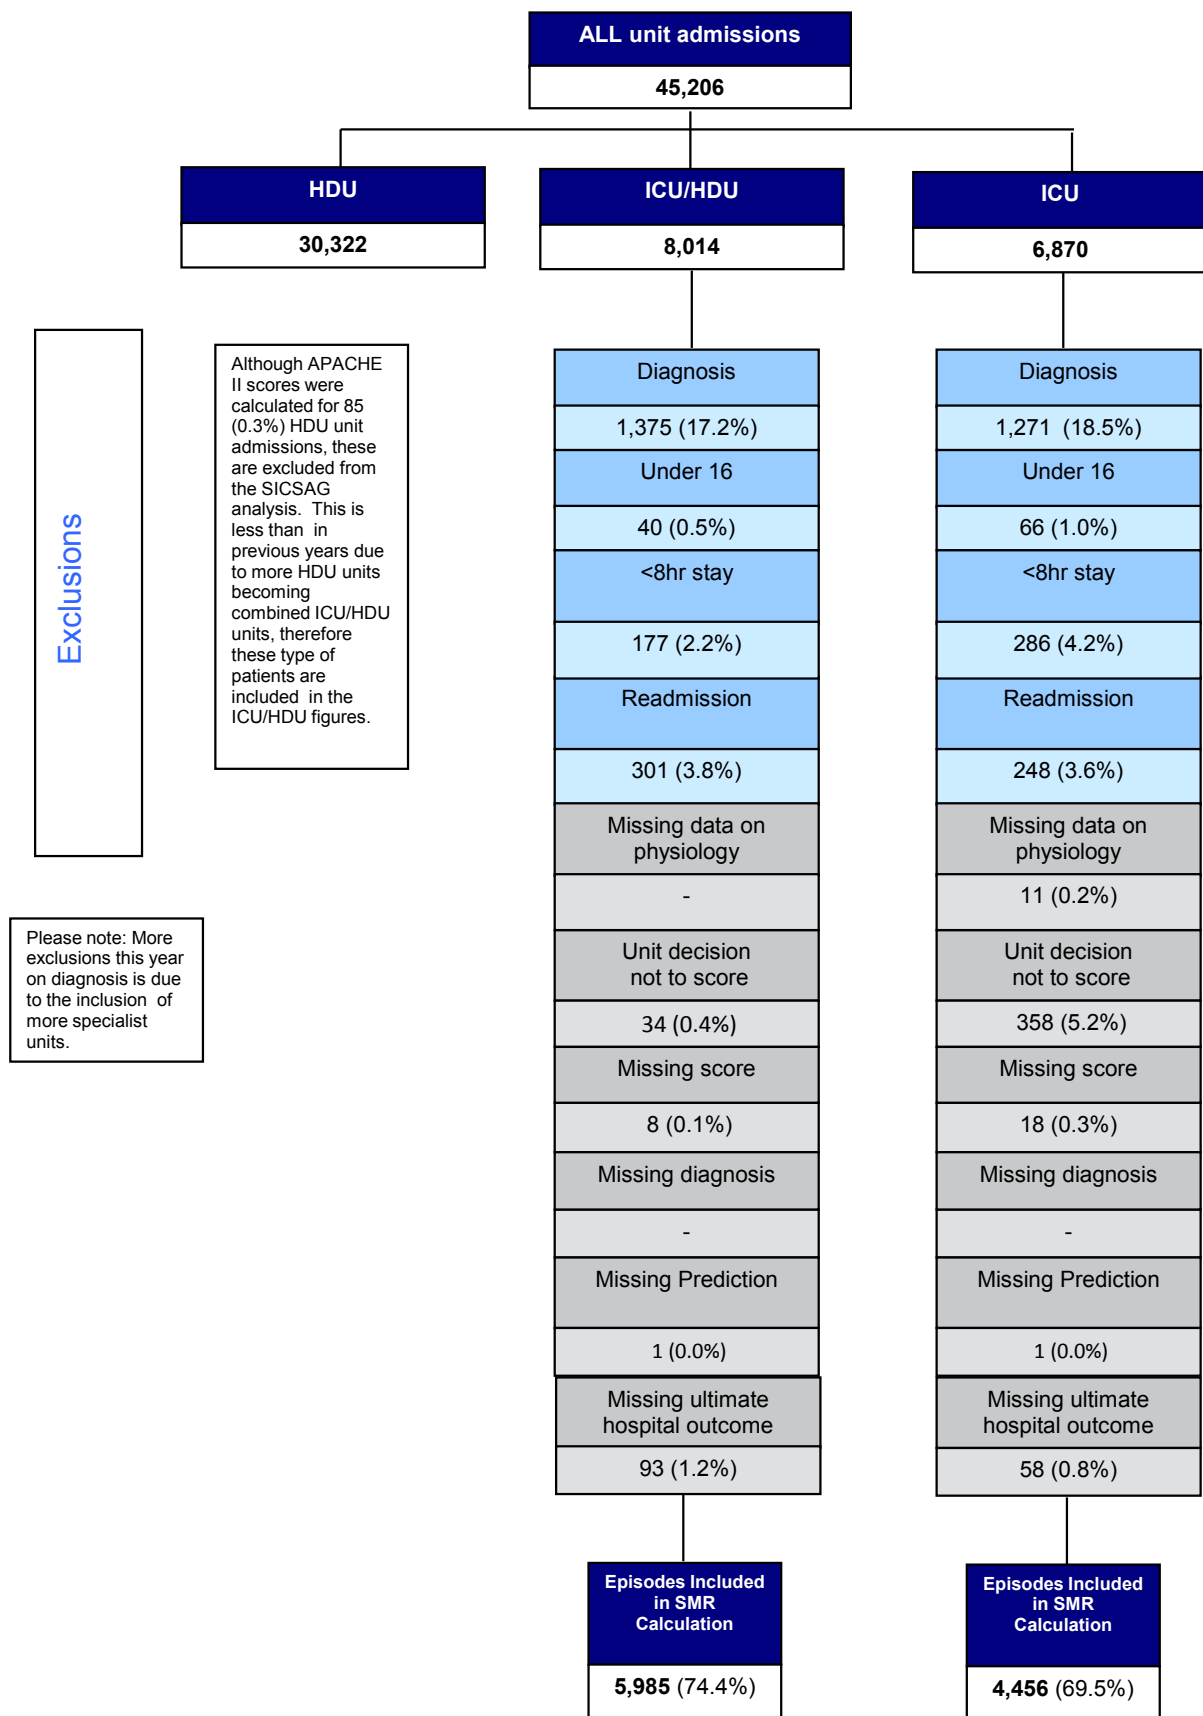 ALL unit admissions
45,206
HDU
30,322
ICU/HDU
8,014
ICU
6,870
Exclusions
Although APACHE
II scores were
calculated for 85
(0.3%) HDU unit
admissions, these
are excluded from
the SICSAG
analysis. This is
less than in
previous years due
to more HDU units
becoming
combined ICU/HDU
units, therefore
these type of
patients are
included in the
ICU/HDU figures.
Please note: More
exclusions this year
on diagnosis is due
to the inclusion of
more specialist
units.
Diagnosis
1,375 (17.2%)
Under 16
40 (0.5%)
<8hr stay
177 (2.2%)
Readmission
301 (3.8%)
Missing data on
physiology
-
Unit decision
not to score
34 (0.4%)
Missing score
8 (0.1%)
Missing diagnosis
-
Missing Prediction
1 (0.0%)
Missing ultimate
hospital outcome
93 (1.2%)
Episodes Included
in SMR
Calculation
5,985 (74.4%)
Diagnosis
1,271 (18.5%)
Under 16
66 (1.0%)
<8hr stay
286 (4.2%)
Readmission
248 (3.6%)
Missing data on
physiology
11 (0.2%)
Unit decision
not to score
358 (5.2%)
Missing score
18 (0.3%)
Missing diagnosis
-
Missing Prediction
1 (0.0%)
Missing ultimate
hospital outcome
58 (0.8%)
Episodes Included
in SMR
Calculation
4,456 (69.5%)